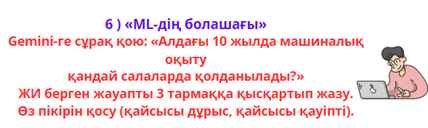 6 ) «ML-дің болашағы»
Gemini-ге сұрақ қою: «Алдағы 10 жылда машиналық
оқыту
қандай салаларда қолданылады?»
ЖИ берген жауапты 3 тармаққа қысқартып жазу.
Өз пікірін қосу (қайсысы дұрыс, қайсысы қауіпті).